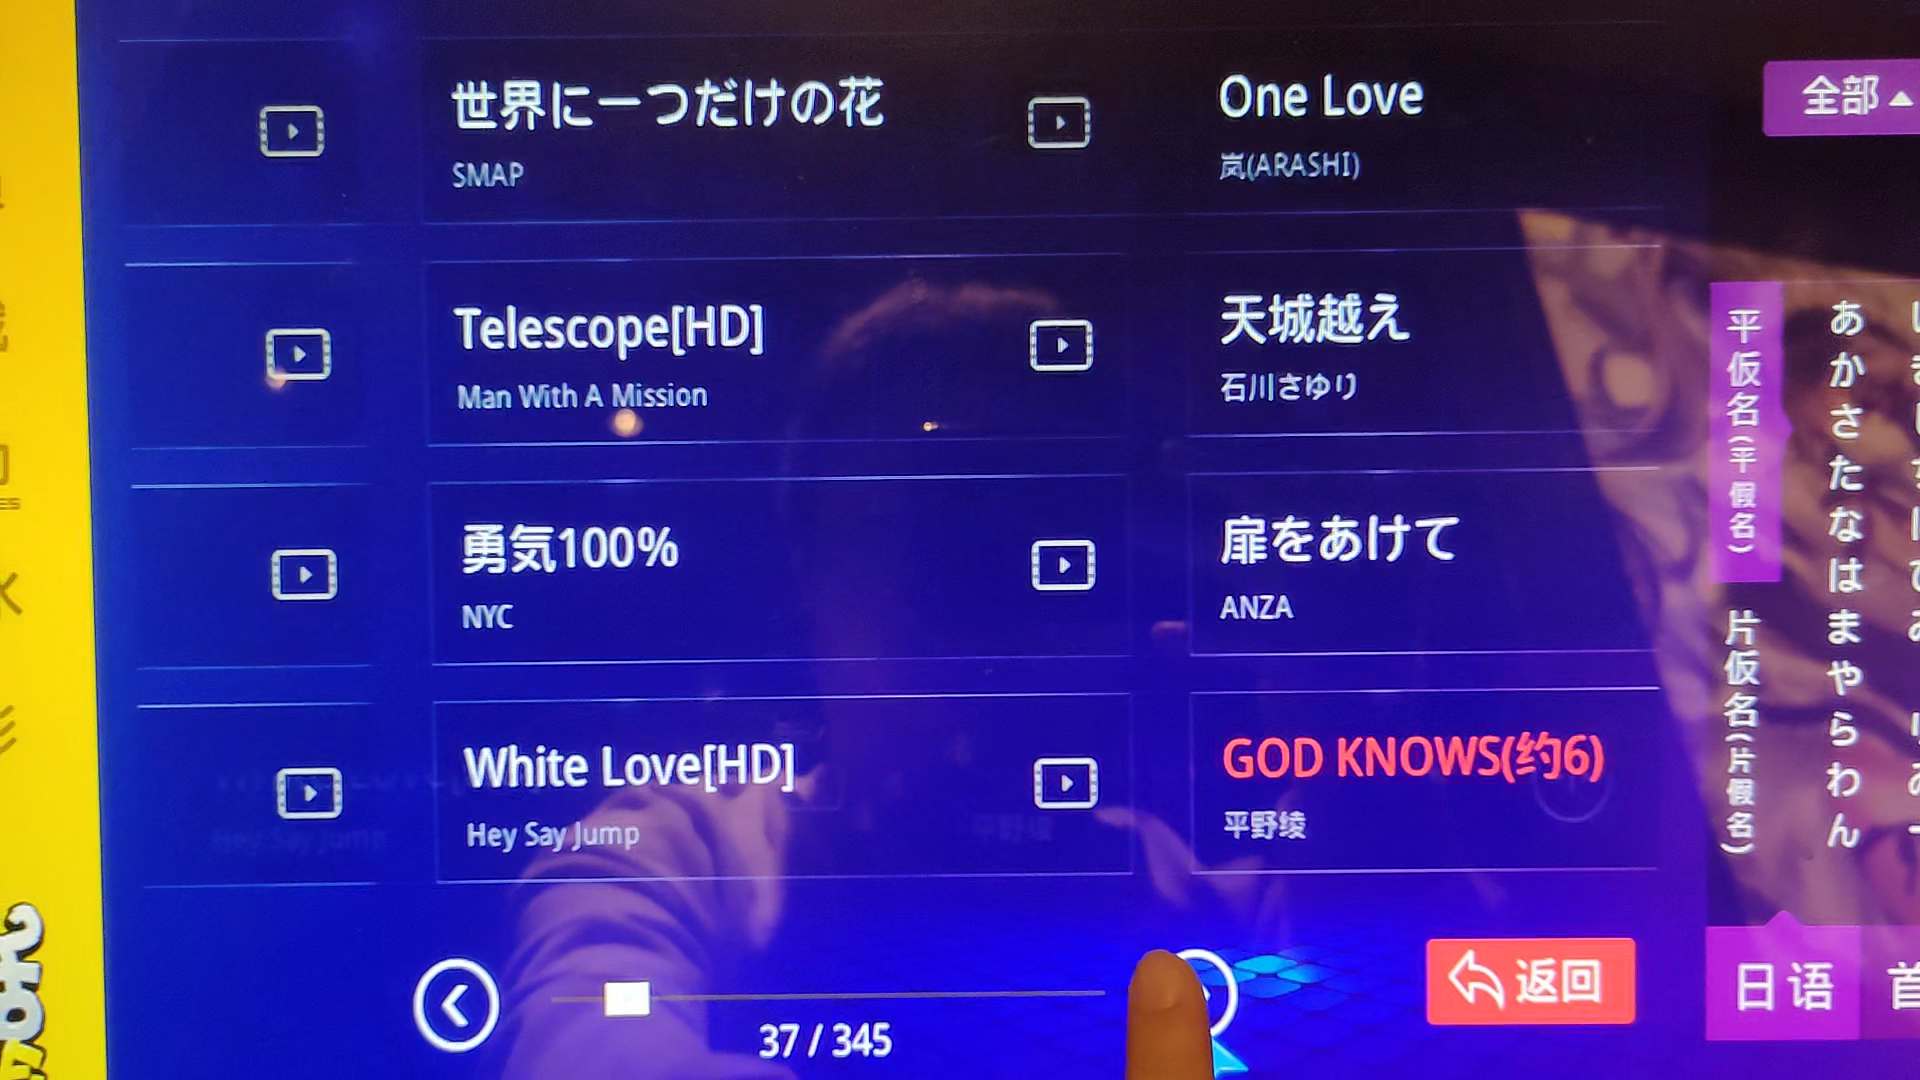 世界に一つだけの花
SMAP
One Love
岚(ARASHI)
全部
Telescope[HD]
Man With A Mission
天城越え
石川さゆり
勇気100%
NYC
扉をあけて
ANZA
White Love[HD]
Hey Say Jump
GOD KNOWS(约6)
平野绫
37 / 345
返回
平仮名(平假名)
片仮名(片假名)
あかさたなはまやらわん
日语